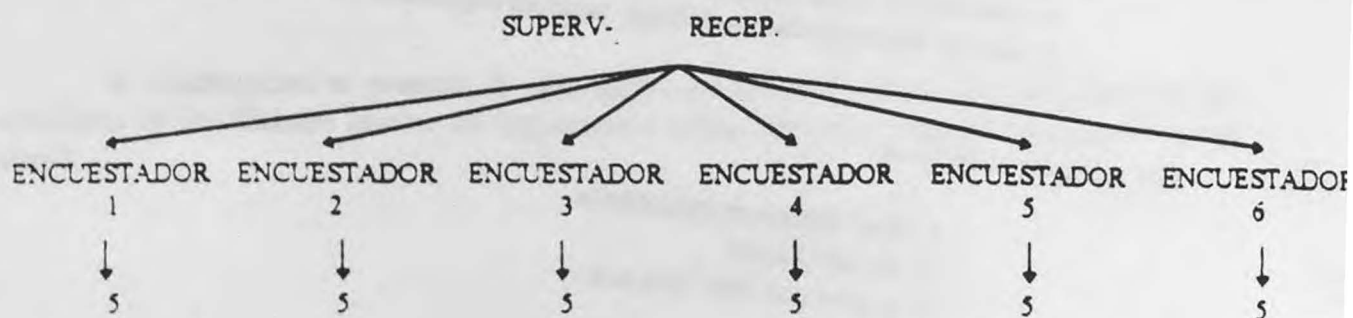 SUPERV- RECEP.
ENCUESTADOR ENCUESTADOR ENCUESTADOR ENCUESTADOR ENCUESTADOR ENCUESTADOR
1 2 3 4 5 6
5 5 5 5 5 5